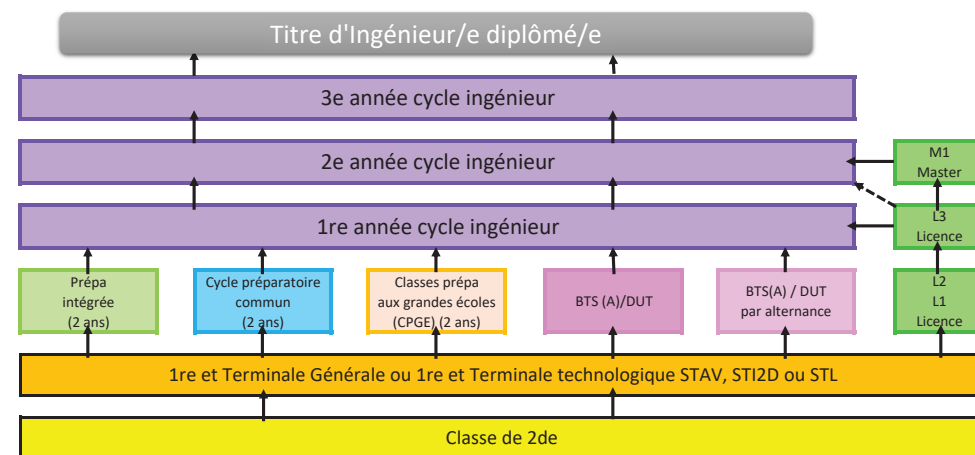 Titre d'Ingénieur/e diplômé/e
3e année cycle ingénieur
2e année cycle ingénieur
M1
Master
1re année cycle ingénieur
L3
Licence
Prépa
intégrée
(2 ans)
Cycle préparatoire
commun
(2 ans)
Classes prépa
aux grandes écoles
(CPGE) (2 ans)
BTS (A)/DUT
BTS(A) / DUT
par alternance
L2
L1
Licence
1re et Terminale Générale ou 1re et Terminale technologique STAV, STI2D ou STL
Classe de 2de